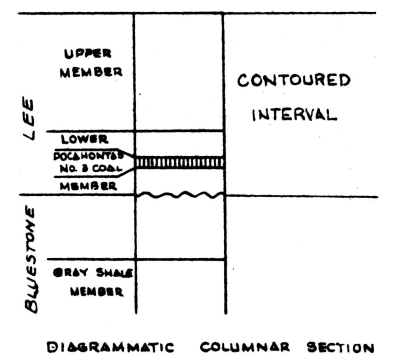 LEE
UPPER
MEMBER
LOWER
POCAHONTAS
NO. 3 COAL
MEMBER
CONTOURED
INTERVAL
BLUESTONE
GRAY SHALE
MEMBER
DIAGRAMMATIC COLUMNAR SECTION